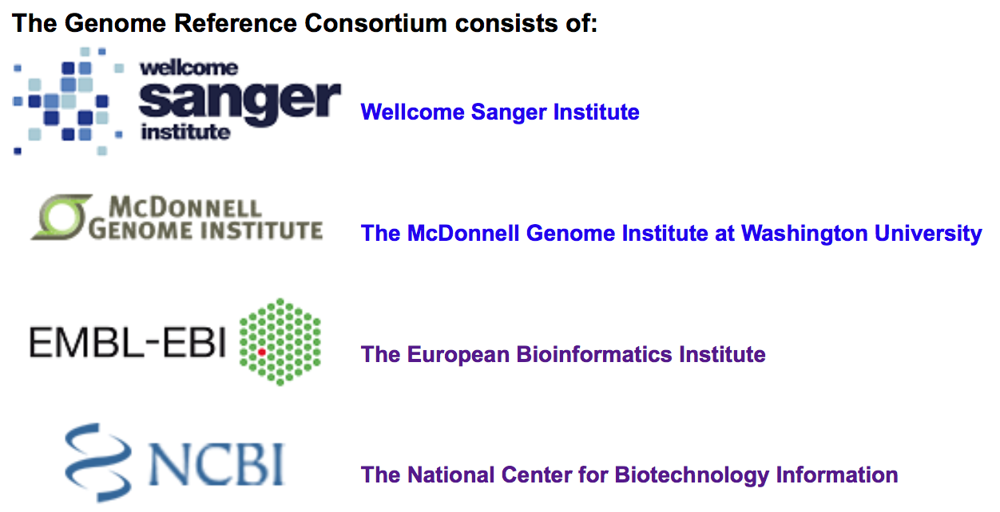 The Genome Reference Consortium consists of:
wellcome
sanger
institute
Wellcome Sanger Institute
McDonnell
Genome Institute
The McDonnell Genome Institute at Washington University
EMBL-EBI
The European Bioinformatics Institute
NCBI
The National Center for Biotechnology Information